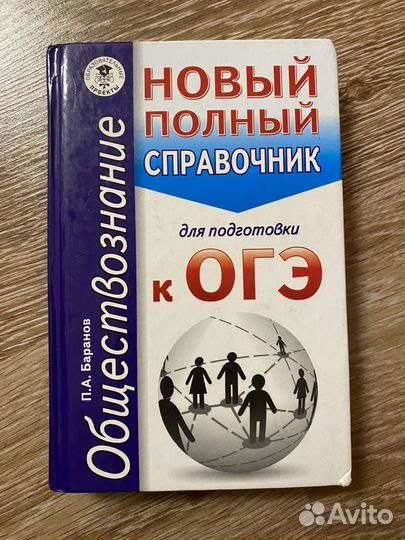 ОБРАЗОВАТЕЛЬНЫЕ
ПРОЕКТЫ
НОВЫЙ
ПОЛНЫЙ
СПРАВОЧНИК
для подготовки
к ОГЭ
Обществознание
П.А. Баранов
Avito